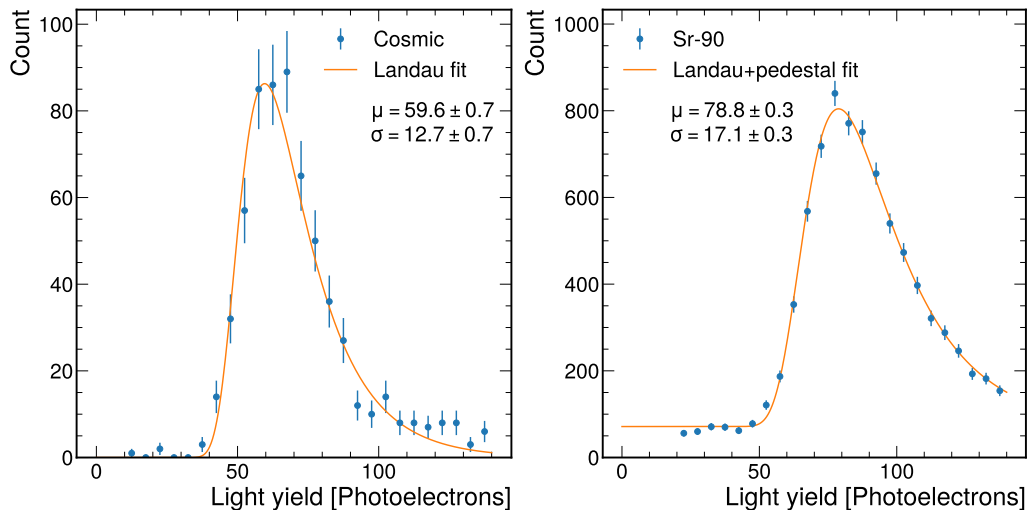 Count
100
80
60
40
20
0
Cosmic
Landau fit
μ = 59.6 ± 0.7
σ = 12.7 ± 0.7
0 50 100
Light yield [Photoelectrons]
Count
1000
800
600
400
200
0
Sr-90
Landau+pedestal fit
μ = 78.8 ± 0.3
σ = 17.1 ± 0.3
0 50 100
Light yield [Photoelectrons]